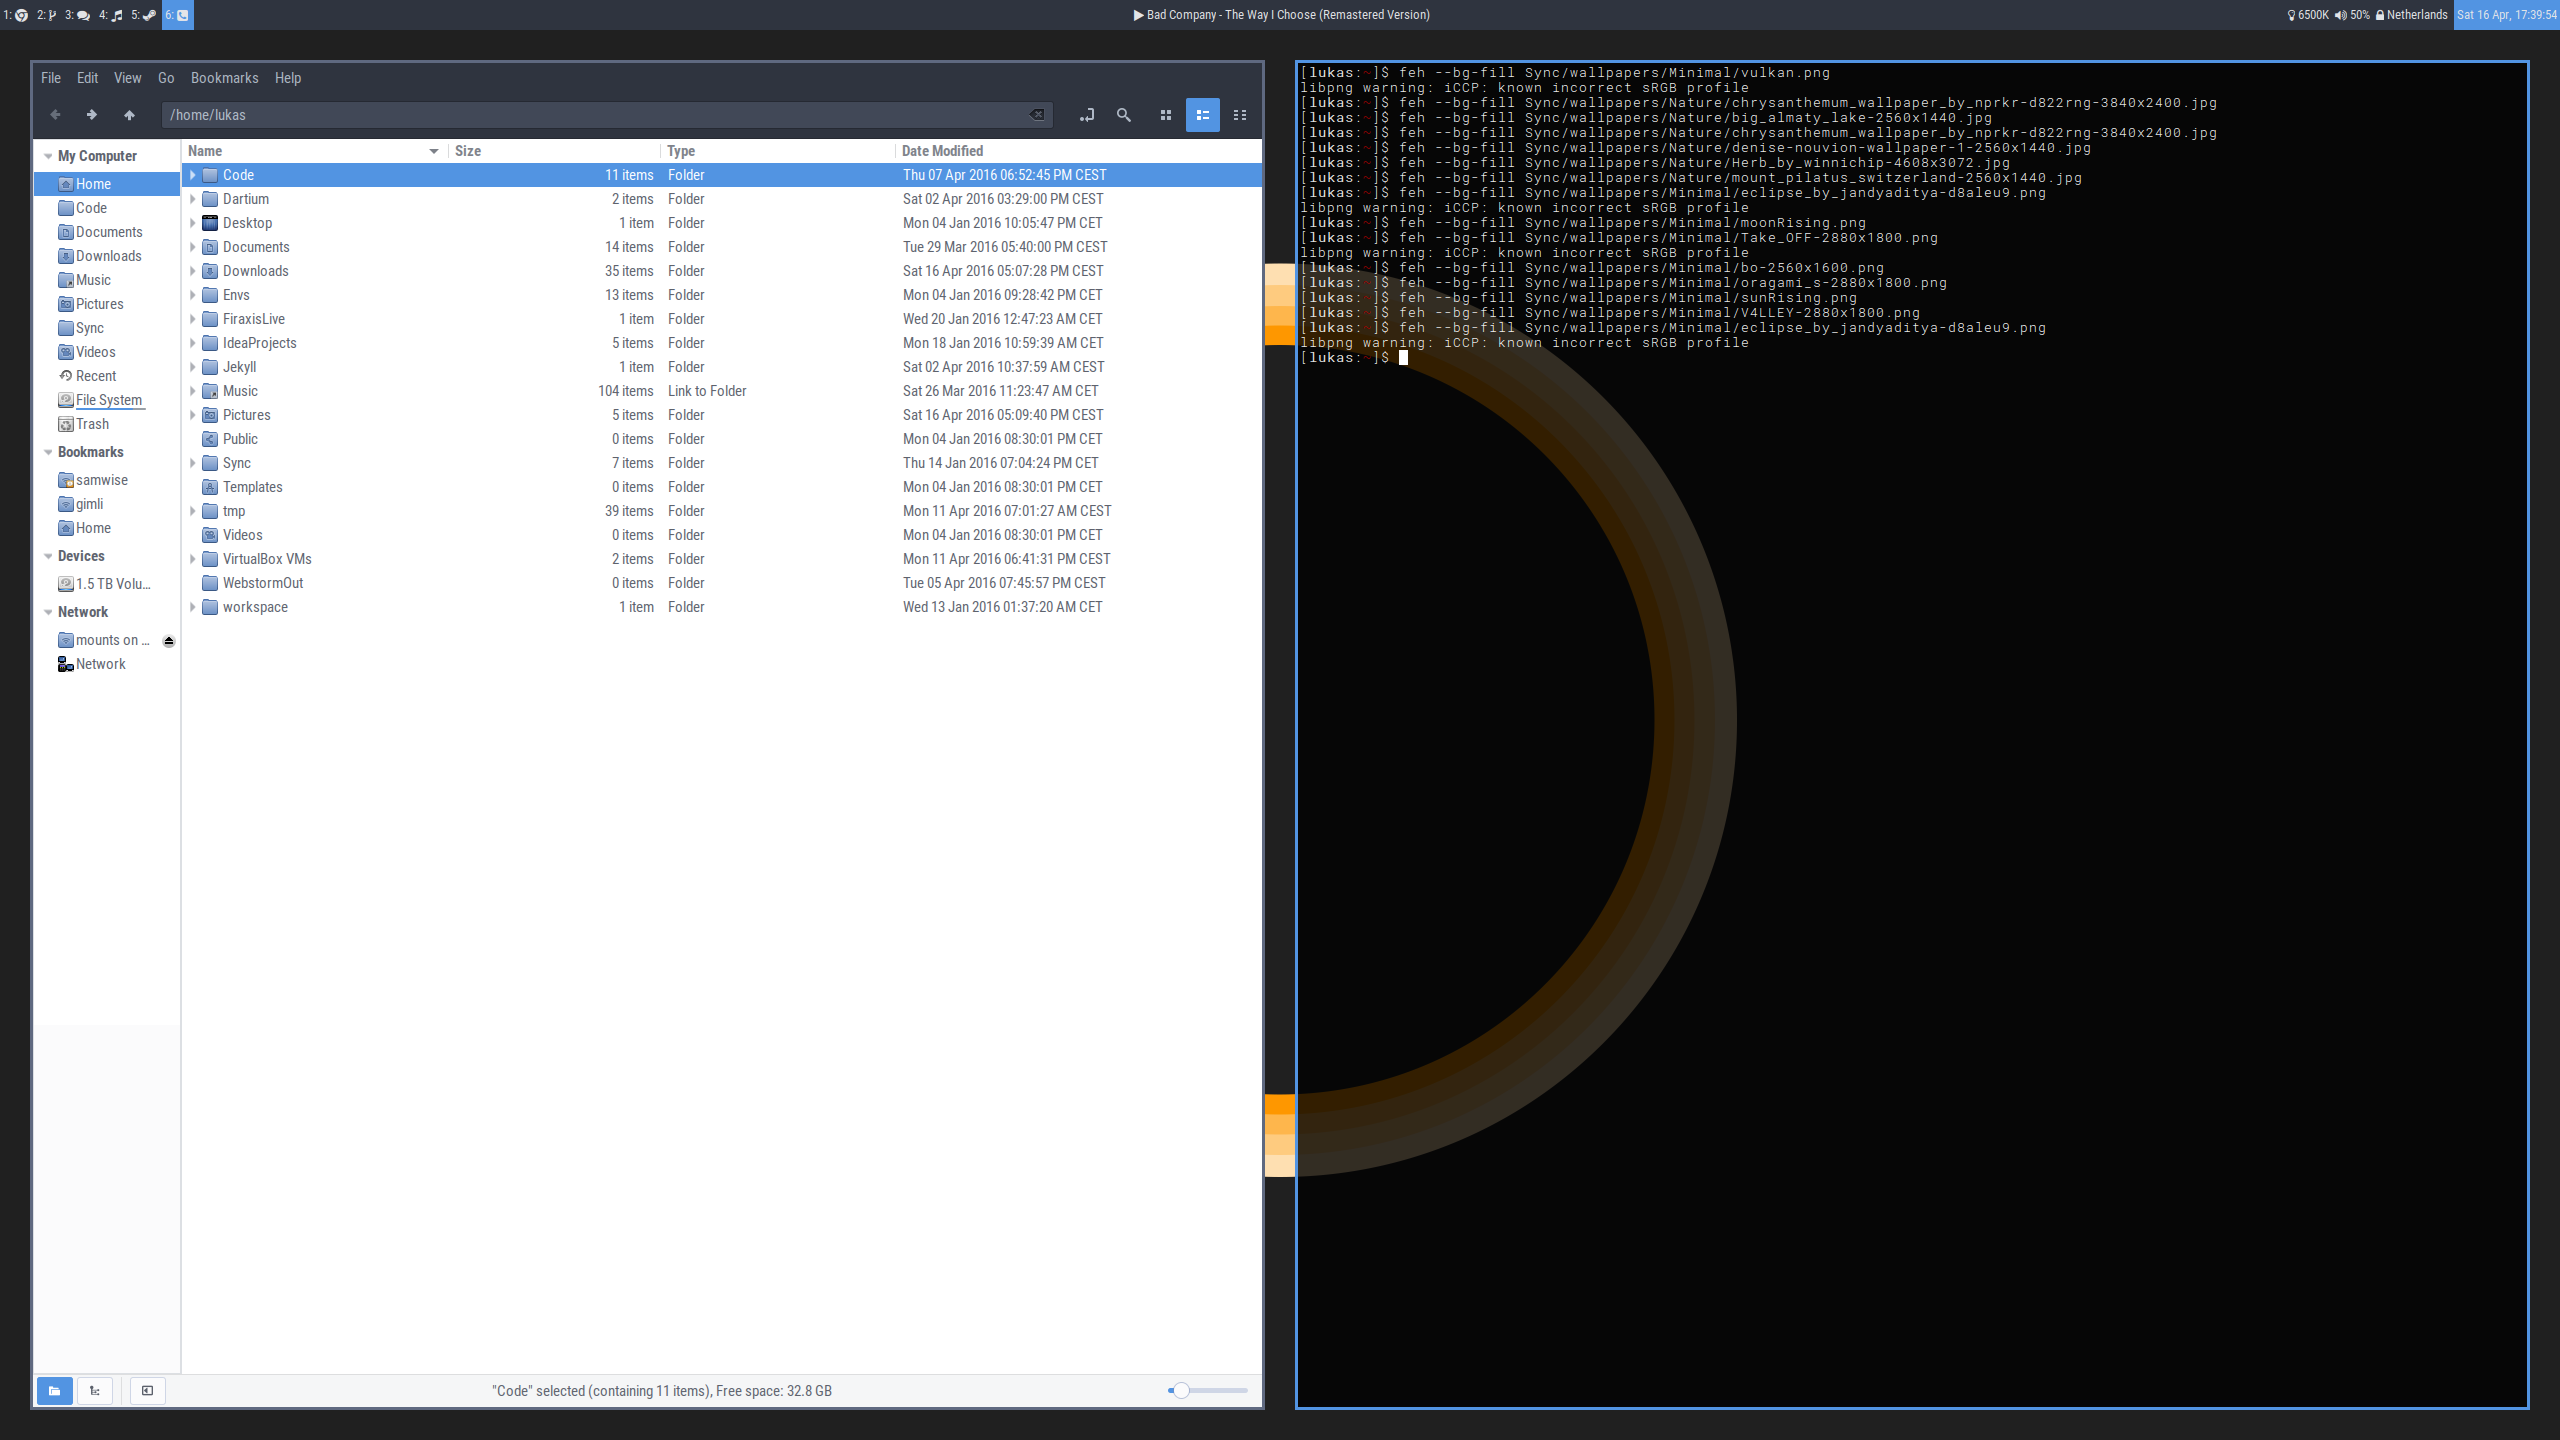 1: 2: 3: 4: 5: 6:
Bad Company - The Way I Choose (Remastered Version)
6500K 50% Netherlands Sat 16 Apr, 17:39:54
File Edit View Go Bookmarks Help
/home/lukas
My Computer
Home
Code
Documents
Downloads
Music
Pictures
Sync
Videos
Recent
File System
Trash
Bookmarks
samwise
gimli
Home
Devices
1.5 TB Volu...
Network
mounts on ...
Network
Name Size Type Date Modified
Code 11 items Folder Thu 07 Apr 2016 06:52:45 PM CEST
Dartium 2 items Folder Sat 02 Apr 2016 03:29:00 PM CEST
Desktop 1 item Folder Mon 04 Jan 2016 10:05:47 PM CET
Documents 14 items Folder Tue 29 Mar 2016 05:40:00 PM CEST
Downloads 35 items Folder Sat 16 Apr 2016 05:07:28 PM CEST
Envs 13 items Folder Mon 04 Jan 2016 09:28:42 PM CET
FiraxisLive 1 item Folder Wed 20 Jan 2016 12:47:23 AM CET
IdeaProjects 5 items Folder Mon 18 Jan 2016 10:59:39 AM CET
Jekyll 1 item Folder Sat 02 Apr 2016 10:37:59 AM CEST
Music 104 items Link to Folder Sat 26 Mar 2016 11:23:47 AM CET
Pictures 5 items Folder Sat 16 Apr 2016 05:09:40 PM CEST
Public 0 items Folder Mon 04 Jan 2016 08:30:01 PM CET
Sync 7 items Folder Thu 14 Jan 2016 07:04:24 PM CET
Templates 0 items Folder Mon 04 Jan 2016 08:30:01 PM CET
tmp 39 items Folder Mon 11 Apr 2016 07:01:27 AM CEST
Videos 0 items Folder Mon 04 Jan 2016 08:30:01 PM CET
VirtualBox VMs 2 items Folder Mon 11 Apr 2016 06:41:31 PM CEST
WebstormOut 0 items Folder Tue 05 Apr 2016 07:45:57 PM CEST
workspace 1 item Folder Wed 13 Jan 2016 01:37:20 AM CET
"Code" selected (containing 11 items), Free space: 32.8 GB
[lukas:~]$ feh --bg-fill Sync/wallpapers/Minimal/vulkan.png
libpng warning: iCCP: known incorrect sRGB profile
[lukas:~]$ feh --bg-fill Sync/wallpapers/Nature/chrysanthemum_wallpaper_by_nprkr-d822rng-3840x2400.jpg
[lukas:~]$ feh --bg-fill Sync/wallpapers/Nature/big_almaty_lake-2560x1440.jpg
[lukas:~]$ feh --bg-fill Sync/wallpapers/Nature/chrysanthemum_wallpaper_by_nprkr-d822rng-3840x2400.jpg
[lukas:~]$ feh --bg-fill Sync/wallpapers/Nature/denise-nouvion-wallpaper-1-2560x1440.jpg
[lukas:~]$ feh --bg-fill Sync/wallpapers/Nature/Herb_by_winnichip-4608x3072.jpg
[lukas:~]$ feh --bg-fill Sync/wallpapers/Nature/mount_pilatus_switzerland-2560x1440.jpg
[lukas:~]$ feh --bg-fill Sync/wallpapers/Minimal/eclipse_by_jandyaditya-d8aleu9.png
libpng warning: iCCP: known incorrect sRGB profile
[lukas:~]$ feh --bg-fill Sync/wallpapers/Minimal/moonRising.png
[lukas:~]$ feh --bg-fill Sync/wallpapers/Minimal/Take_OFF-2880x1800.png
libpng warning: iCCP: known incorrect sRGB profile
[lukas:~]$ feh --bg-fill Sync/wallpapers/Minimal/bo-2560x1600.png
[lukas:~]$ feh --bg-fill Sync/wallpapers/Minimal/oragami_s-2880x1800.png
[lukas:~]$ feh --bg-fill Sync/wallpapers/Minimal/sunRising.png
[lukas:~]$ feh --bg-fill Sync/wallpapers/Minimal/V4LLEY-2880x1800.png
[lukas:~]$ feh --bg-fill Sync/wallpapers/Minimal/eclipse_by_jandyaditya-d8aleu9.png
libpng warning: iCCP: known incorrect sRGB profile
[lukas:~]$